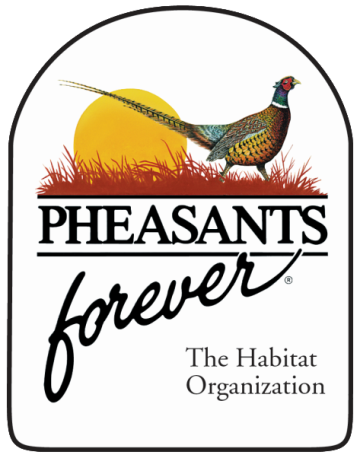 PHEASANTS
forever®
The Habitat
Organization